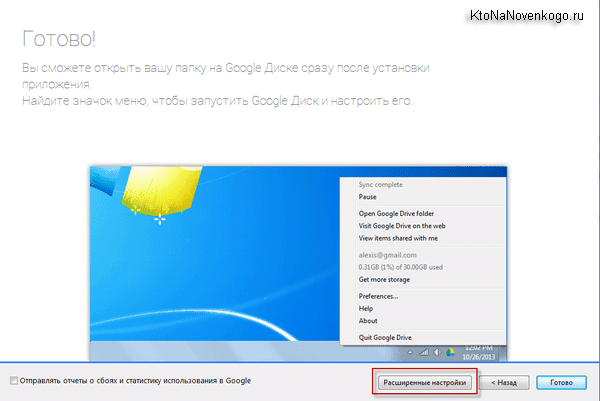 KtoNaNovenkogo.ru
Готово!
Вы сможете открыть вашу папку на Google Диске сразу после установки
приложения.
Найдите значок меню, чтобы запустить Google Диск и настроить его.
Sync complete
Pause
Open Google Drive folder
Visit Google Drive on the web
View items shared with me
alexis@gmail.com
0.31GB (1%) of 30.00GB used
Get more storage
Preferences...
Help
About
Quit Google Drive
12:02 PM
10/26/2013
Отправлять отчеты о сбоях и статистику использования в Google
Расширенные настройки
< Назад
Готово